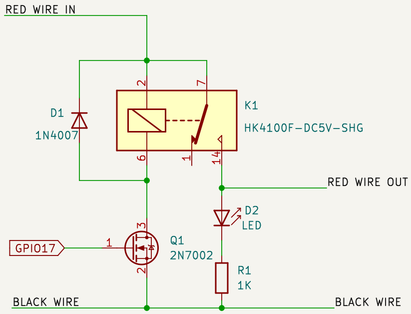 RED WIRE IN
2
7
K1
D1
1N4007
HK4100F-DC5V-SHG
6
1
14
RED WIRE OUT
D2
LED
3
Q1
GPIO17
1
2N7002
2
R1
1K
BLACK WIRE
BLACK WIRE